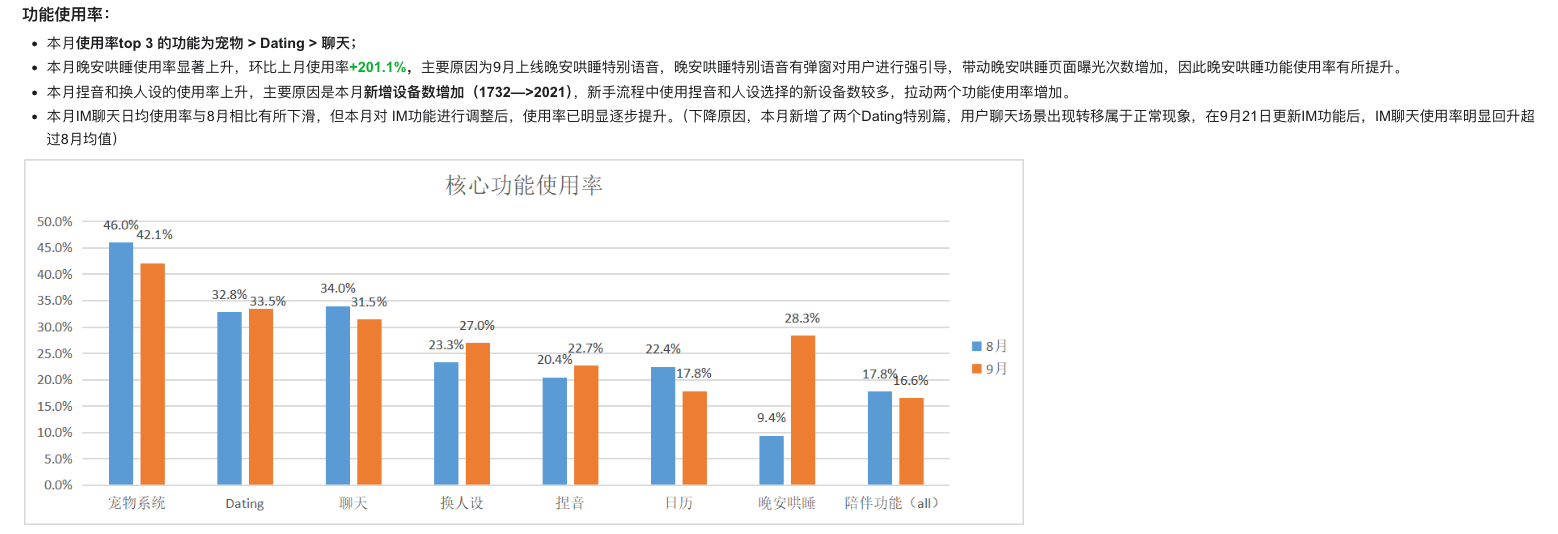 功能使用率：
本月使用率top 3 的功能为宠物 > Dating > 聊天；
本月晚安哄睡使用率显著上升，环比上月使用率+201.1%，主要原因为9月上线晚安哄睡特别语音，晚安哄睡特别语音有弹窗对用户进行强引导，带动晚安哄睡页面曝光次数增加，因此晚安哄睡功能使用率有所提升。
本月捏音和换人设的使用率上升，主要原因是本月新增设备数增加（1732—>2021），新手流程中使用捏音和人设选择的新设备数较多，拉动两个功能使用率增加。
本月IM聊天日均使用率与8月相比有所下滑，但本月对 IM功能进行调整后，使用率已明显逐步提升。（下降原因，本月新增了两个Dating特别篇，用户聊天场景出现转移属于正常现象，在9月21日更新IM功能后，IM聊天使用率明显回升超
过8月均值）
核心功能使用率
50.0%
45.0%
40.0%
35.0%
30.0%
25.0%
20.0%
15.0%
10.0%
5.0%
0.0%
46.0% 42.1%
32.8% 33.5%
34.0% 31.5%
23.3% 27.0%
20.4% 22.7%
22.4% 17.8%
9.4% 28.3%
17.8% 16.6%
宠物系统 Dating 聊天 换人设 捏音 日历 晚安哄睡 陪伴功能（all）
8月
9月